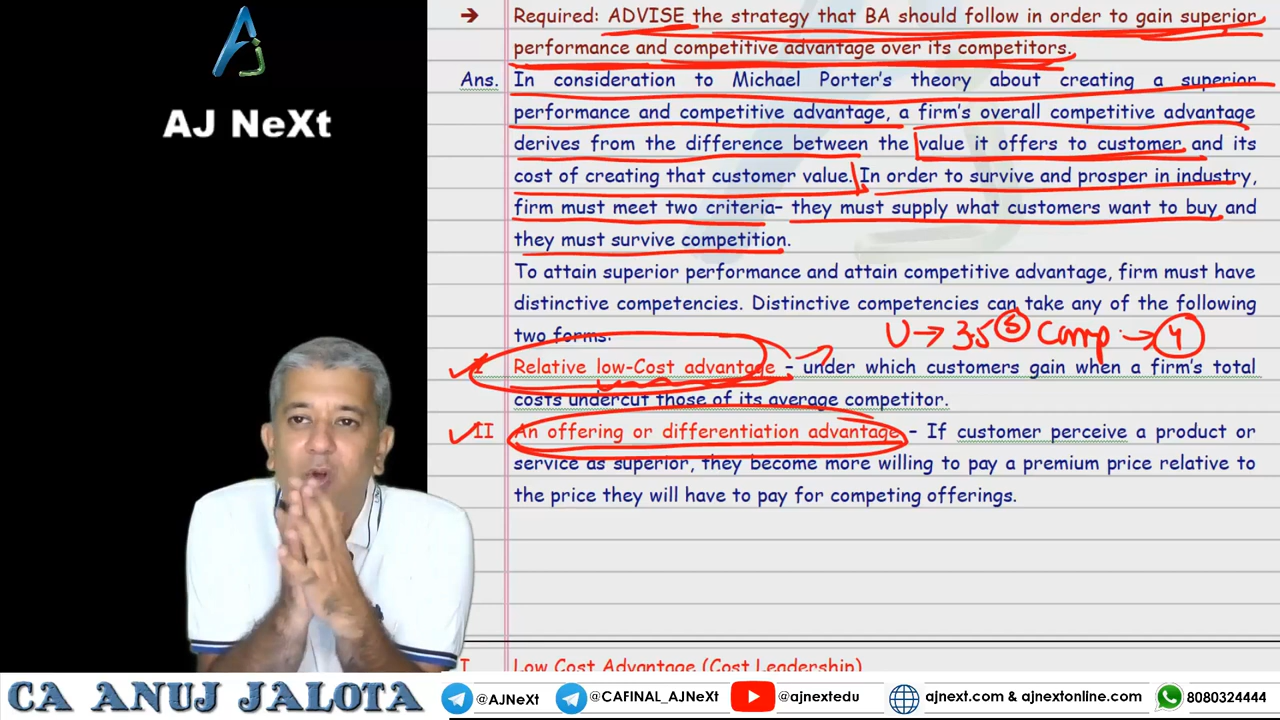 AJ NeXt
→ Required: ADVISE the strategy that BA should follow in order to gain superior
performance and competitive advantage over its competitors.
Ans. In consideration to Michael Porter's theory about creating a superior
performance and competitive advantage, a firm's overall competitive advantage
derives from the difference between the value it offers to customer and its
cost of creating that customer value. In order to survive and prosper in industry,
firm must meet two criteria- they must supply what customers want to buy and
they must survive competition.
To attain superior performance and attain competitive advantage, firm must have
distinctive competencies. Distinctive competencies can take any of the following
two forms:
U → 3.5 Comp → 4
I Relative low-Cost advantage - under which customers gain when a firm's total
costs undercut those of its average competitor.
II An offering or differentiation advantage - If customer perceive a product or
service as superior, they become more willing to pay a premium price relative to
the price they will have to pay for competing offerings.
I Low Cost Advantage (Cost Leadership)
CA ANUJ JALOTA @AJNeXt @CAFINAL_AJNeXt @ajnextedu ajnext.com & ajnextonline.com 8080324444